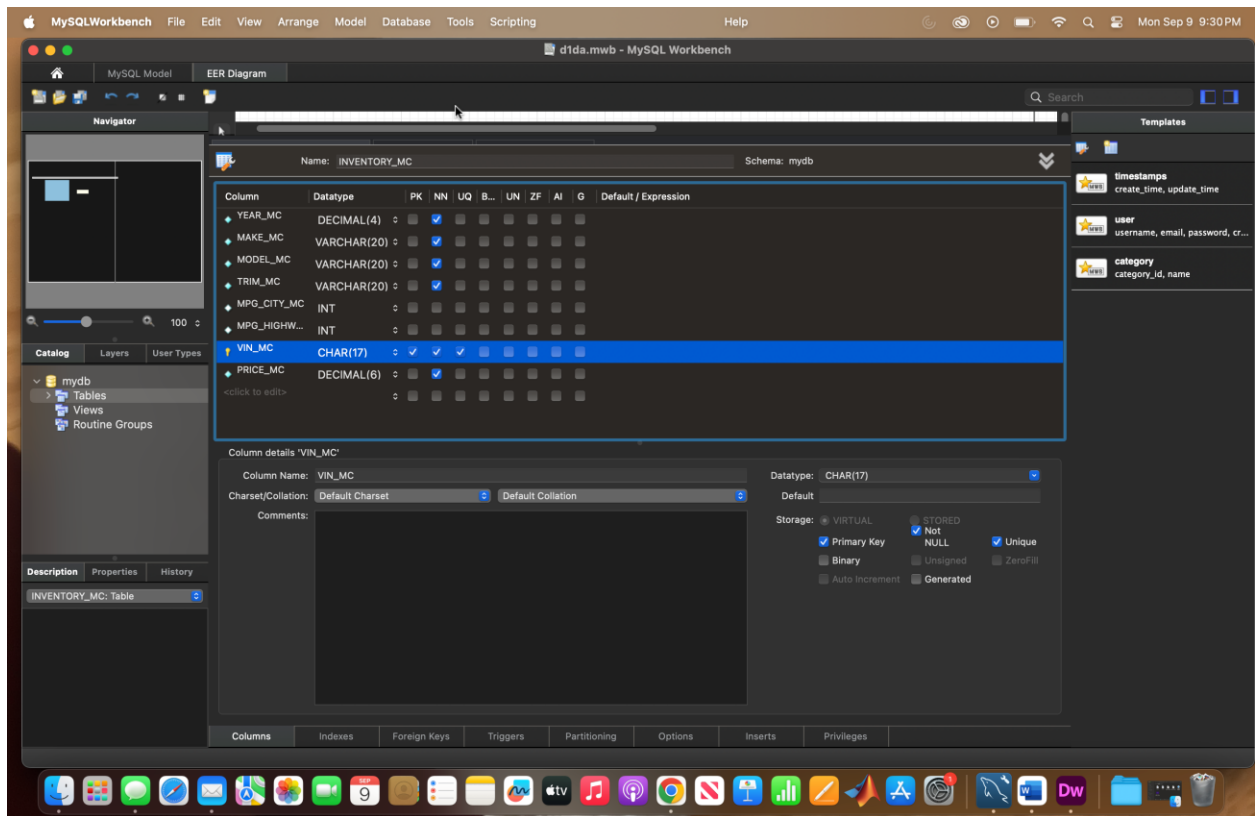 MySQLWorkbench File Edit View Arrange Model Database Tools Scripting Help Mon Sep 9 9:30 PM
d1da.mwb - MySQL Workbench
MySQL Model EER Diagram
Search
Navigator
Templates
Name: INVENTORY_MC Schema: mydb
timestamps
create_time, update_time
user
username, email, password, cr...
category
category_id, name
Column Datatype PK NN UQ B... UN ZF AI G Default / Expression
YEAR_MC DECIMAL(4)
MAKE_MC VARCHAR(20)
MODEL_MC VARCHAR(20)
TRIM_MC VARCHAR(20)
MPG_CITY_MC INT
MPG_HIGHW... INT
VIN_MC CHAR(17)
PRICE_MC DECIMAL(6)
<click to edit>
100
Catalog Layers User Types
mydb
Tables
Views
Routine Groups
Column details 'VIN_MC'
Column Name: VIN_MC
Charset/Collation: Default Charset Default Collation
Comments:
Datatype: CHAR(17)
Default
Storage: VIRTUAL STORED
Primary Key Not NULL Unique
Binary Unsigned ZeroFill
Auto Increment Generated
Description Properties History
INVENTORY_MC: Table
Columns Indexes Foreign Keys Triggers Partitioning Options Inserts Privileges
SEP
9
tv
N
W
Dw